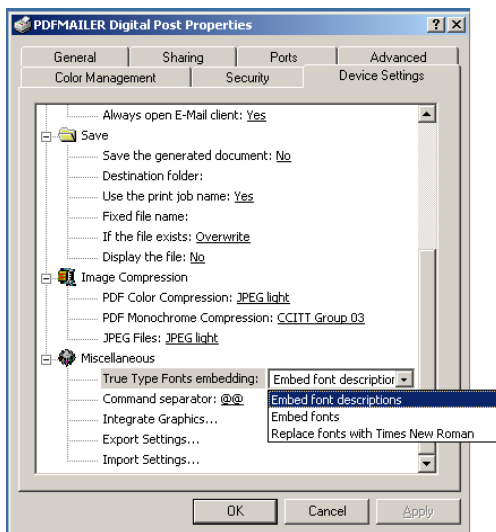 PDFMAILER Digital Post Properties
General Sharing Ports Advanced
Color Management Security Device Settings
Always open E-Mail client: Yes
Save
Save the generated document: No
Destination folder:
Use the print job name: Yes
Fixed file name:
If the file exists: Overwrite
Display the file: No
Image Compression
PDF Color Compression: JPEG light
PDF Monochrome Compression: CCITT Group 03
JPEG Files: JPEG light
Miscellaneous
True Type Fonts embedding: Embed font description
Command separator: @@ Embed font descriptions
Integrate Graphics... Embed fonts
Replace fonts with Times New Roman
Export Settings...
Import Settings...
OK Cancel Apply